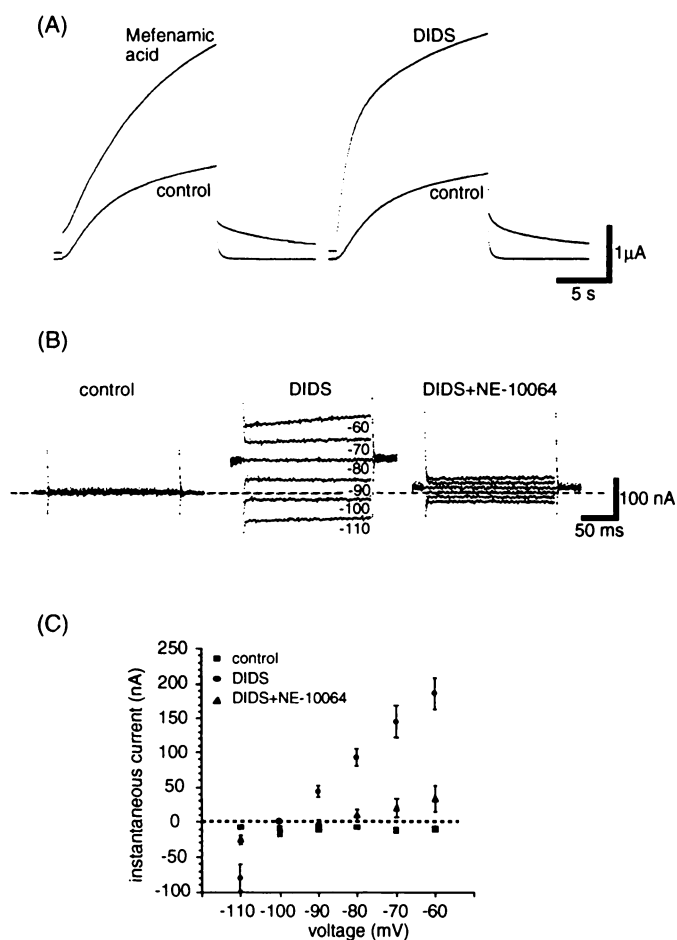 (A)
Mefenamic
acid
control
DIDS
control
1µA
5 s
(B)
control
DIDS
DIDS+NE-10064
-60
-70
-80
-90
-100
-110
100 nA
50 ms
(C)
instantaneous current (nA)
250
200
150
100
50
0
-50
-100
control
DIDS
DIDS+NE-10064
-110 -100 -90 -80 -70 -60
voltage (mV)